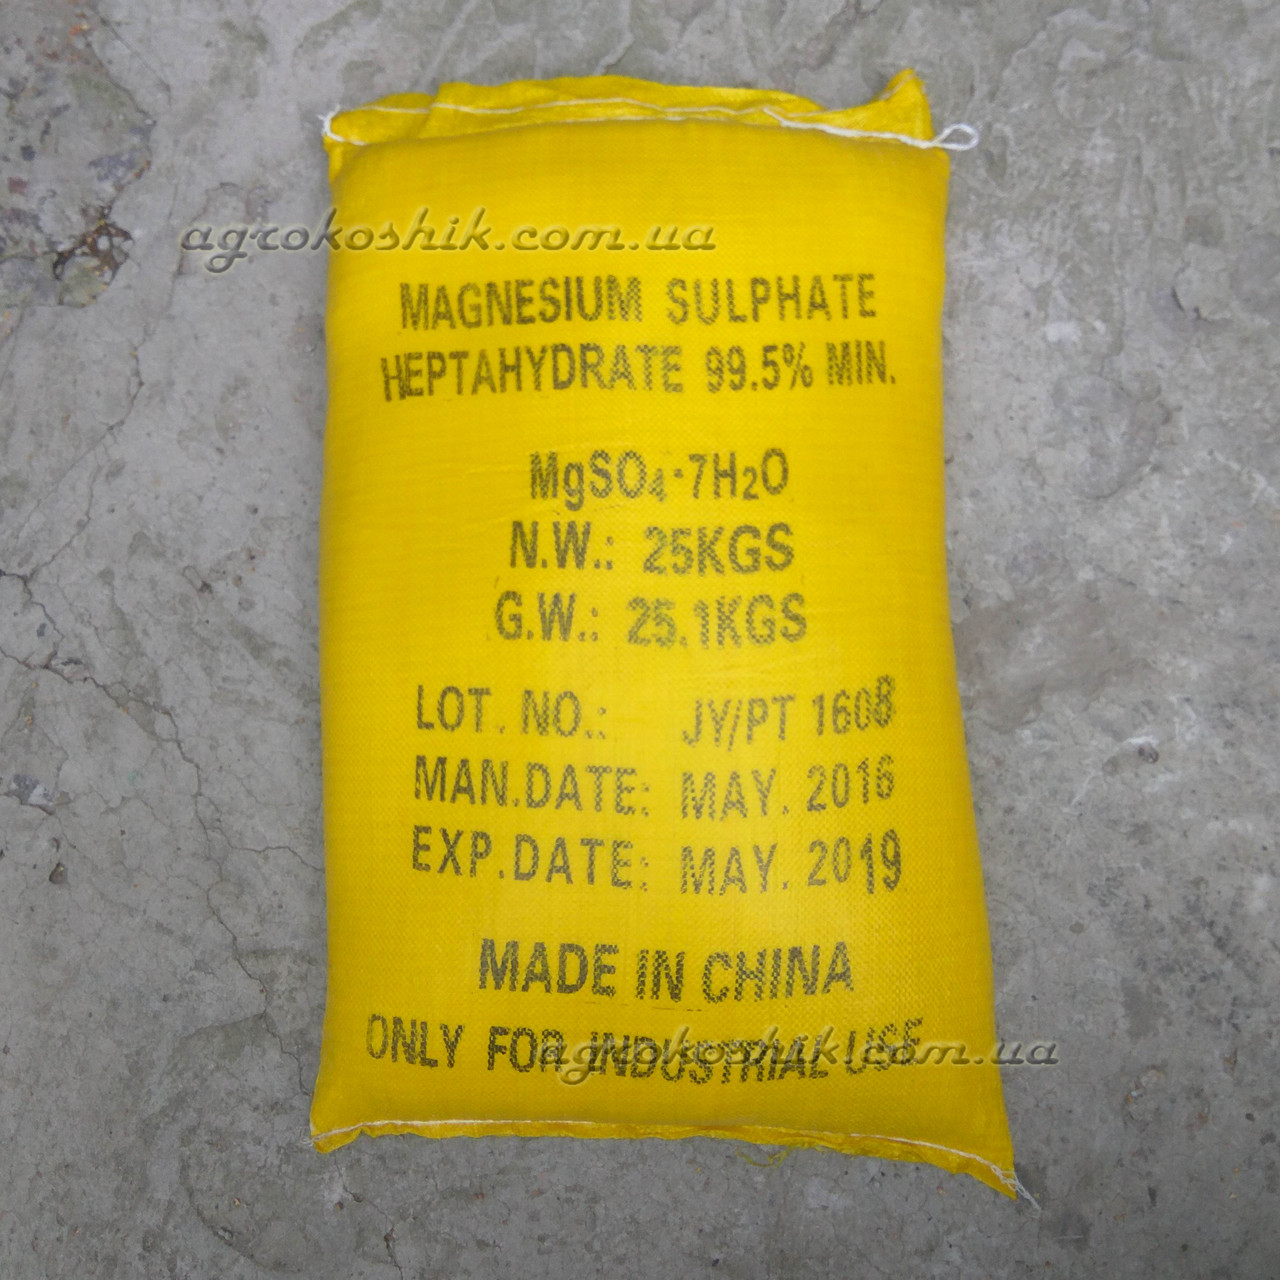 agrokoshik.com.ua
MAGNESIUM SULPHATE
HEPTAHYDRATE 99.5% MIN.
MgSO₄·7H₂O
N.W.: 25KGS
G.W.: 25.1KGS
LOT. NO.: JY/PT 1608
MAN.DATE: MAY. 2016
EXP.DATE: MAY. 2019
MADE IN CHINA
ONLY FOR INDUSTRIAL USE
agrokoshik.com.ua